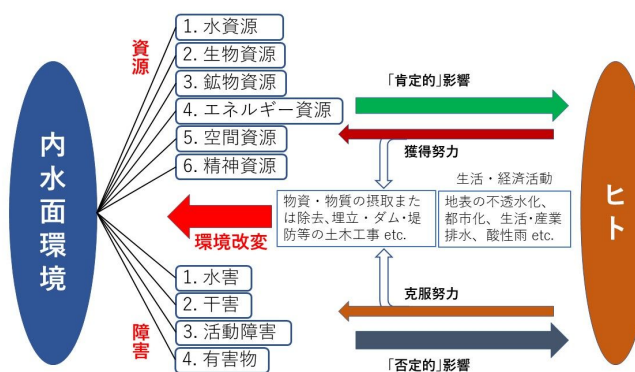 内水面環境
資源
1. 水資源
2. 生物資源
3. 鉱物資源
4. エネルギー資源
5. 空間資源
6. 精神資源
「肯定的」影響
獲得努力
生活・経済活動
物資・物質の摂取また
は除去、埋立・ダム・堤
防等の土木工事 etc.
地表の不透水化、
都市化、生活・産業
排水、酸性雨 etc.
環境改変
障害
1. 水害
2. 干害
3. 活動障害
4. 有害物
克服努力
「否定的」影響
ヒト